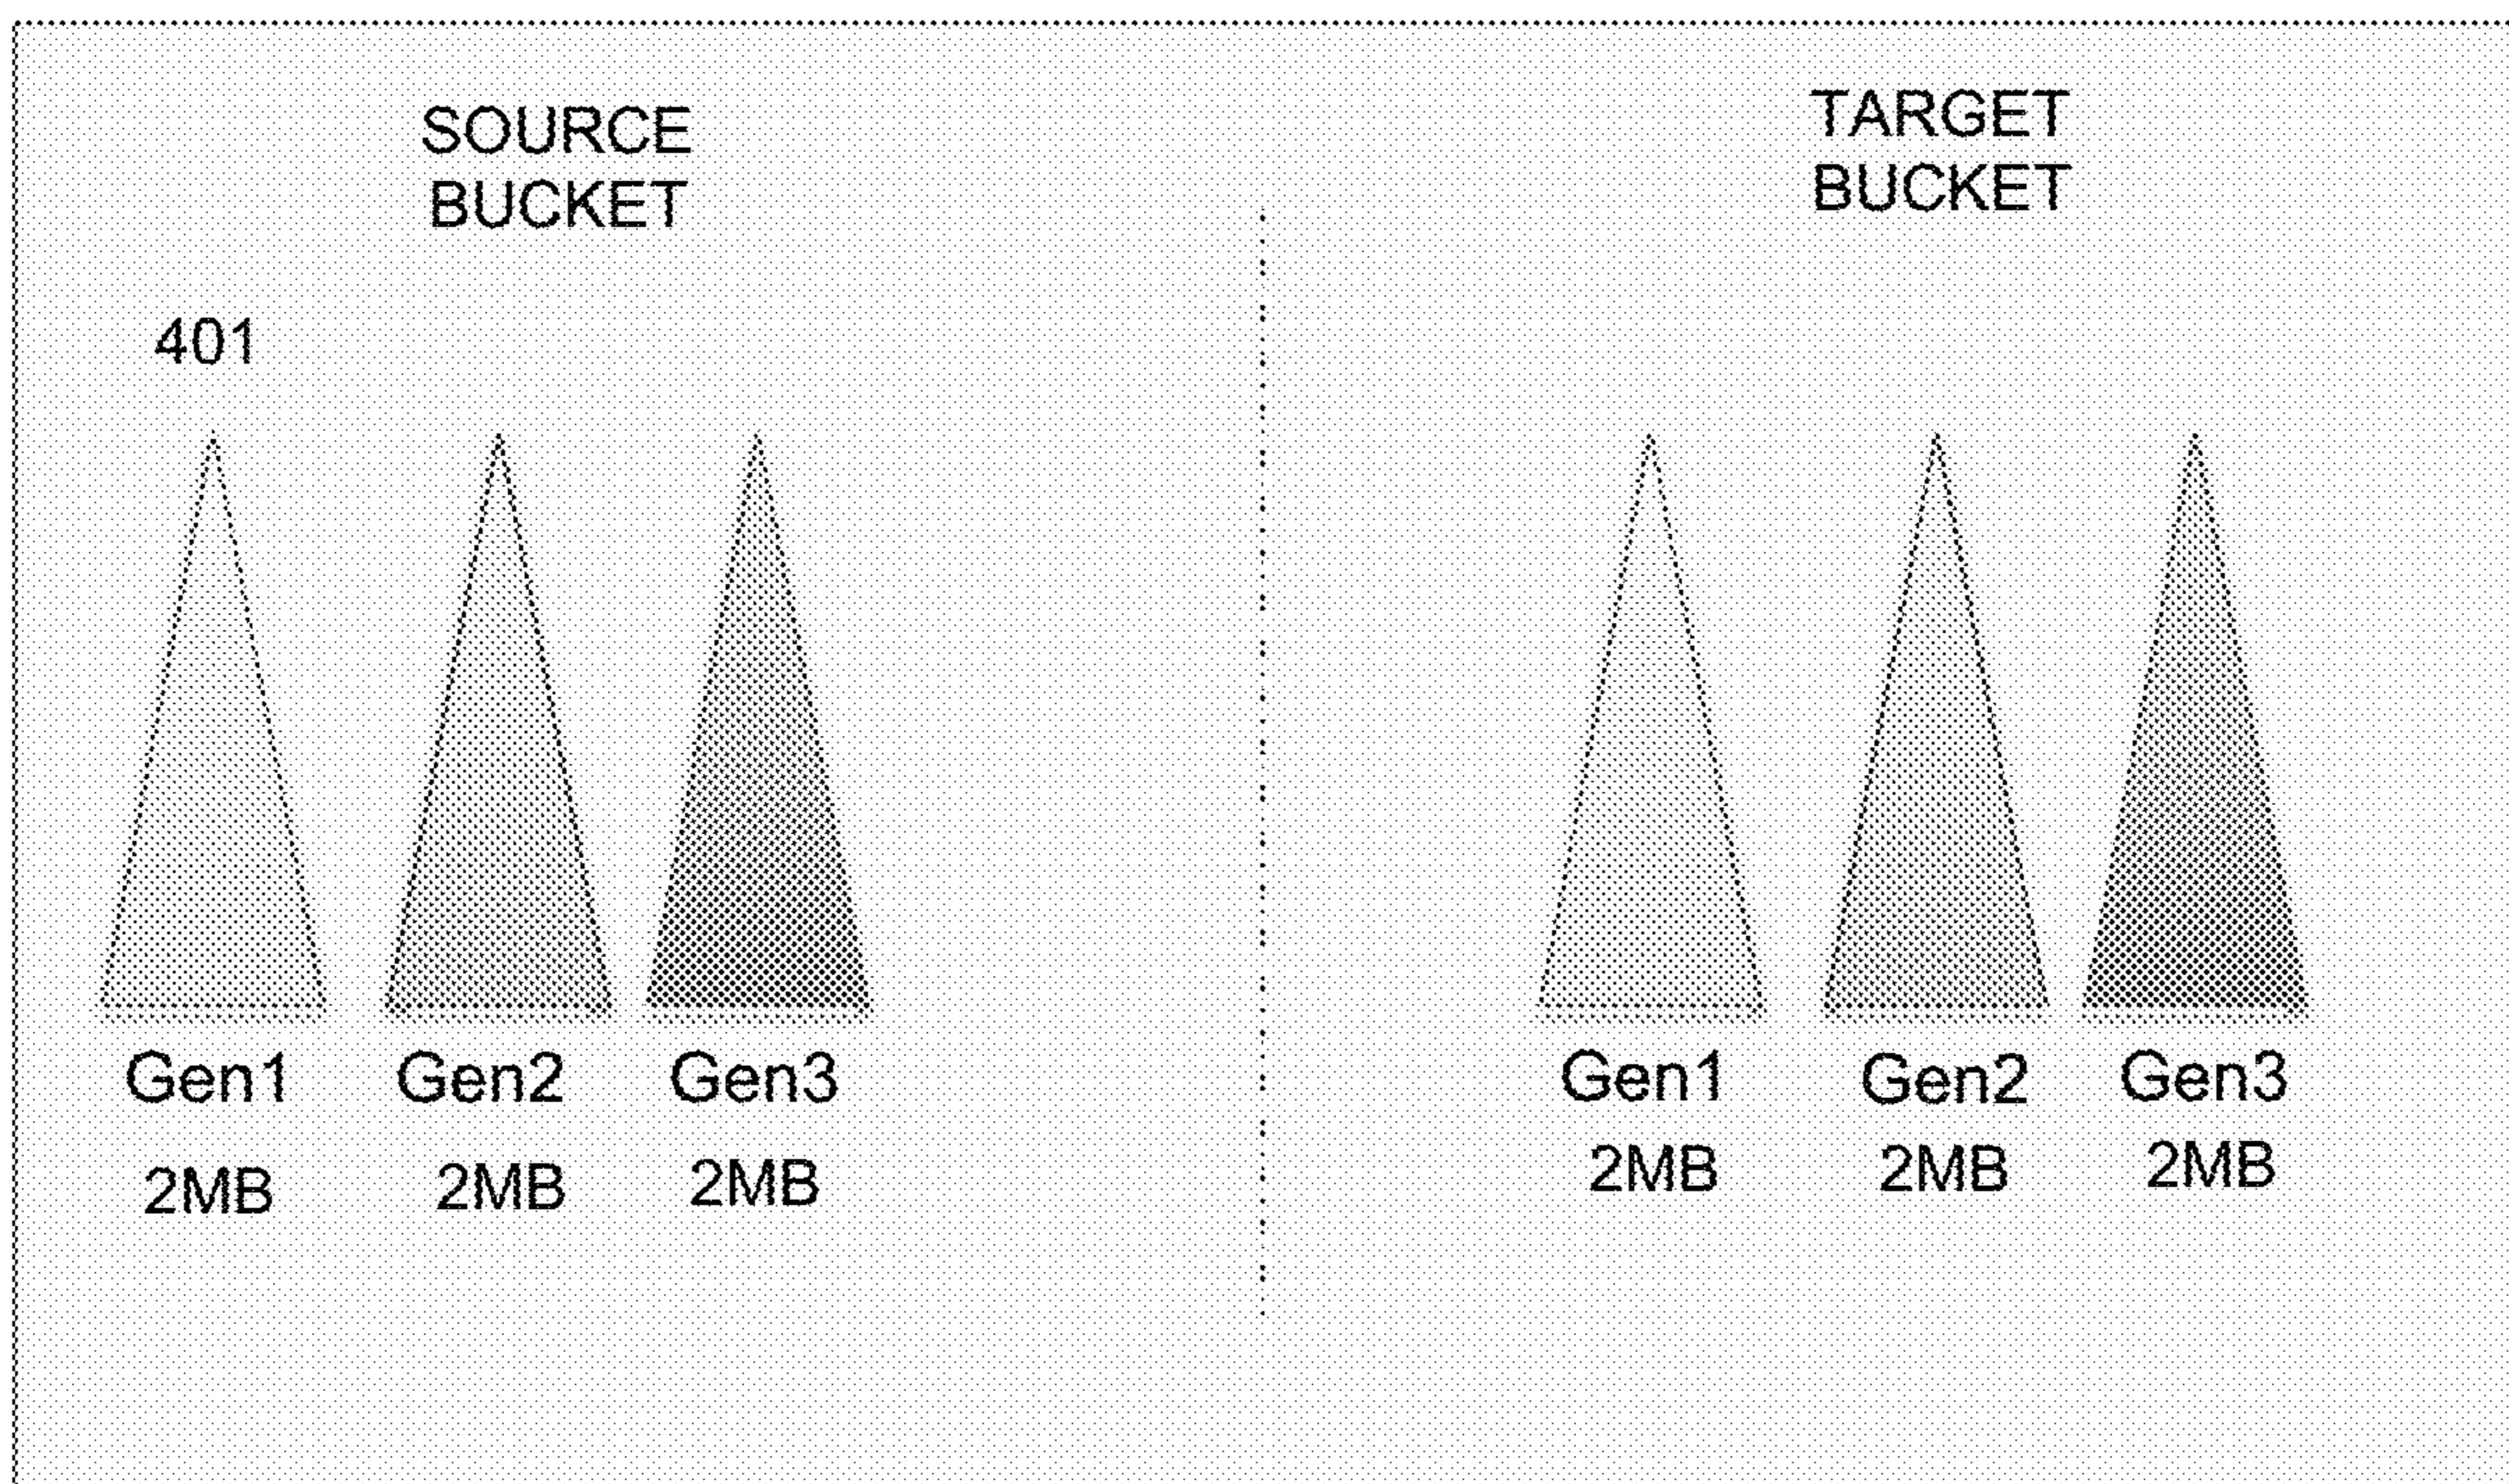 SOURCE
BUCKET
401
Gen1 Gen2 Gen3
2MB 2MB 2MB
TARGET
BUCKET
Gen1 Gen2 Gen3
2MB 2MB 2MB